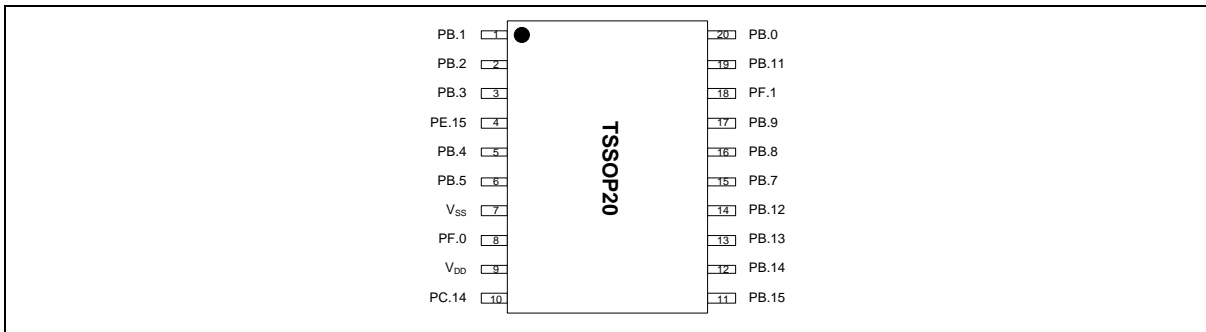 PB.1 1 20 PB.0
PB.2 2 19 PB.11
PB.3 3 18 PF.1
PE.15 4 17 PB.9
PB.4 5 16 PB.8
PB.5 6 15 PB.7
VSS 7 14 PB.12
PF.0 8 13 PB.13
VDD 9 12 PB.14
PC.14 10 11 PB.15
TSSOP20